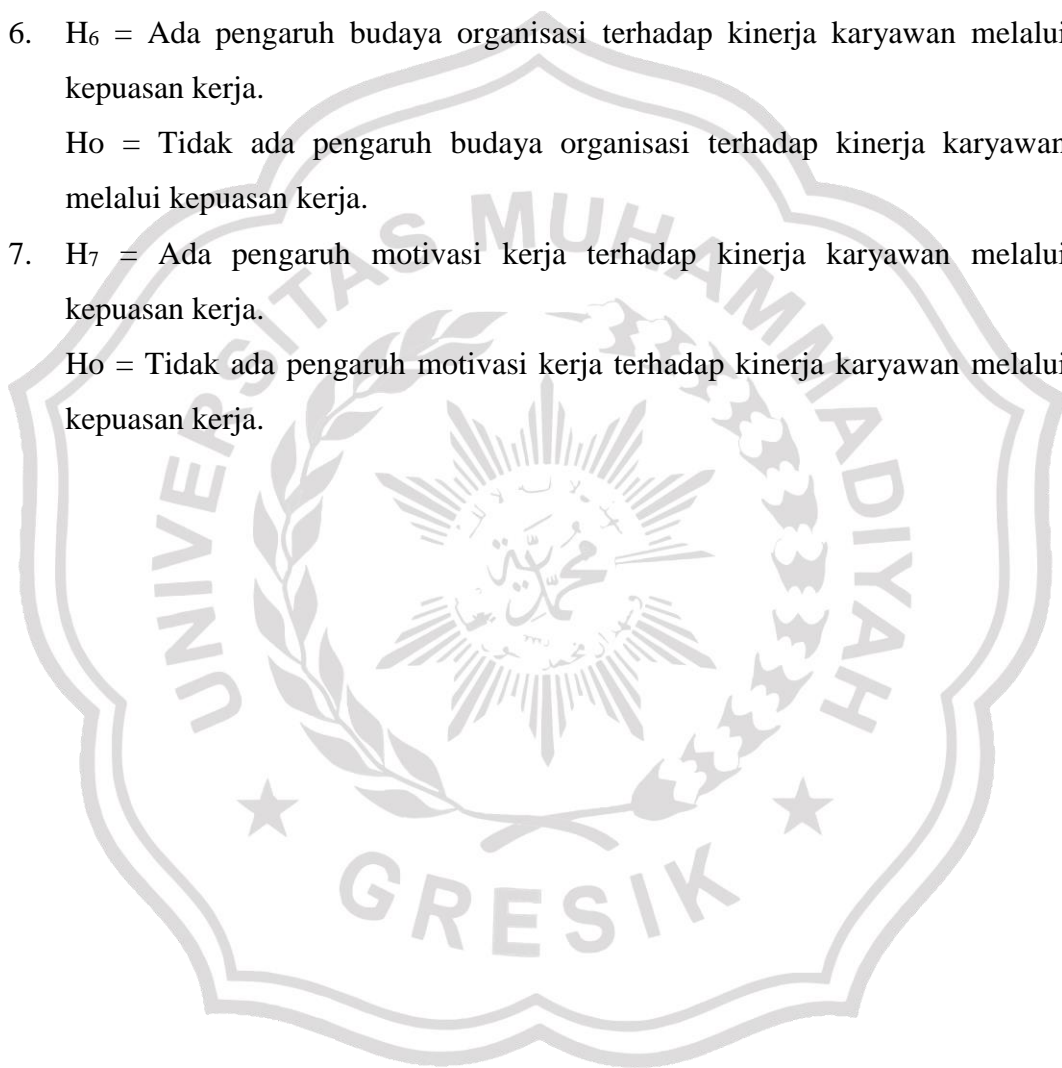 6. H₆ = Ada pengaruh budaya organisasi terhadap kinerja karyawan melalui
kepuasan kerja.
Ho = Tidak ada pengaruh budaya organisasi terhadap kinerja karyawan
melalui kepuasan kerja.
7. H₇ = Ada pengaruh motivasi kerja terhadap kinerja karyawan melalui
kepuasan kerja.
Ho = Tidak ada pengaruh motivasi kerja terhadap kinerja karyawan melalui
kepuasan kerja.
UNIVERSITAS MUHAMMADIYAH
GRESIK